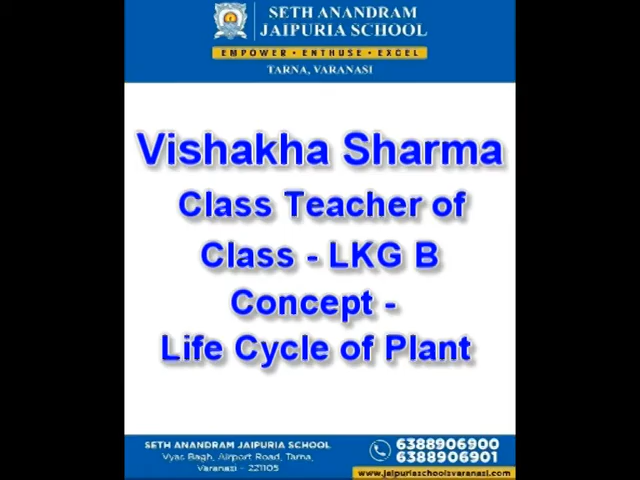 SETH ANANDRAM
JAIPURIA SCHOOL
EMPOWER • ENTHUSE • EXCEL
TARNA, VARANASI
Vishakha Sharma
Class Teacher of
Class - LKG B
Concept -
Life Cycle of Plant
SETH ANANDRAM JAIPURIA SCHOOL
Vyas Bagh, Airport Road, Tarna,
Varanasi - 221105
6388906900
6388906901
www.jaipuriaschoolsvaranasi.com